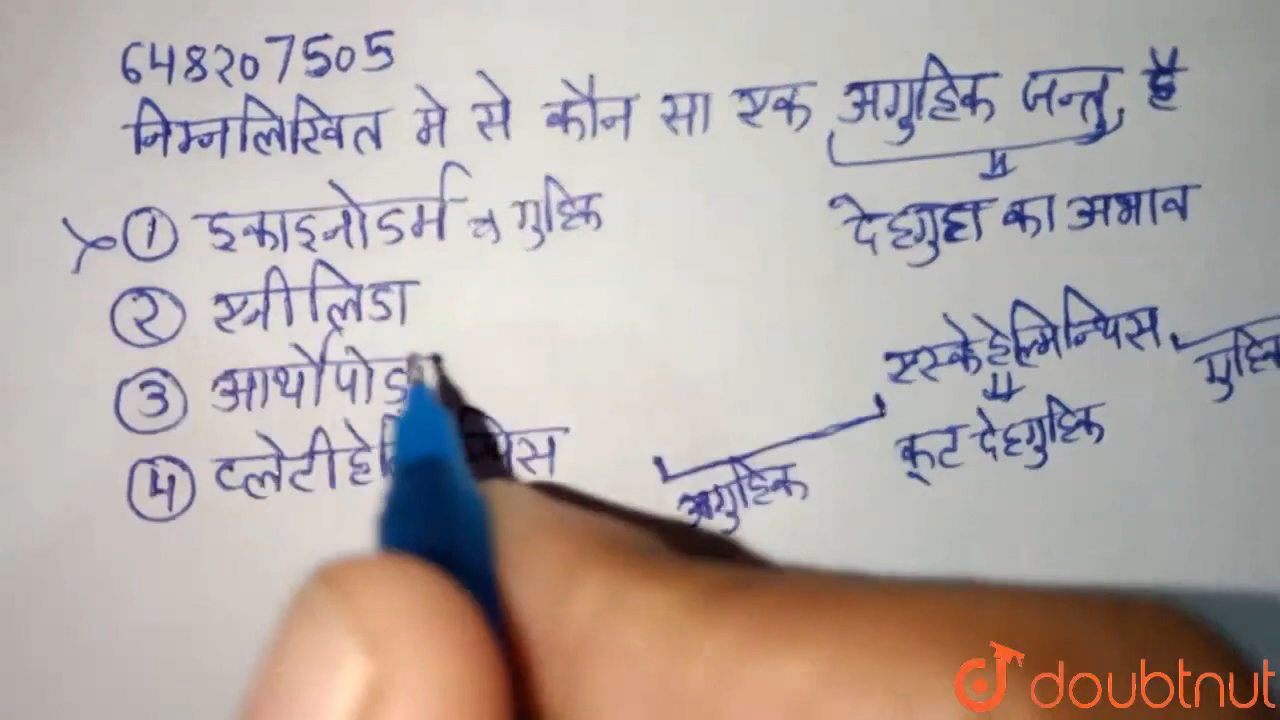 648207505
निम्नलिखित मे से कौन सा एक अगुहिक जन्तु है
① इकाइनोडर्म गुहिक
② एनीलिडा
③ आर्थोपोडा
④
देहगुहा का अभाव
एस्केहेल्मिन्थिस
कूट देहगुहिक
अगुहिक
doubtnut